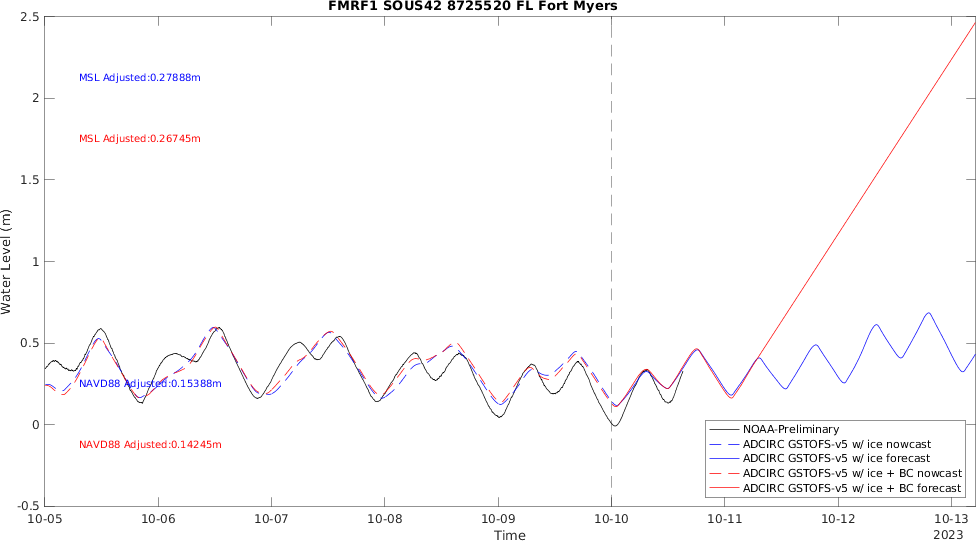 FMRF1 SOUS42 8725520 FL Fort Myers
2.5
MSL Adjusted:0.27888m
2
MSL Adjusted:0.26745m
1.5
Water Level (m)
1
0.5
NAVD88 Adjusted:0.15388m
0
NAVD88 Adjusted:0.14245m
NOAA-Preliminary
ADCIRC GSTOFS-v5 w/ ice nowcast
ADCIRC GSTOFS-v5 w/ ice forecast
ADCIRC GSTOFS-v5 w/ ice + BC nowcast
ADCIRC GSTOFS-v5 w/ ice + BC forecast
-0.5
10-05 10-06 10-07 10-08 10-09 10-10 10-11 10-12 10-13
Time 2023